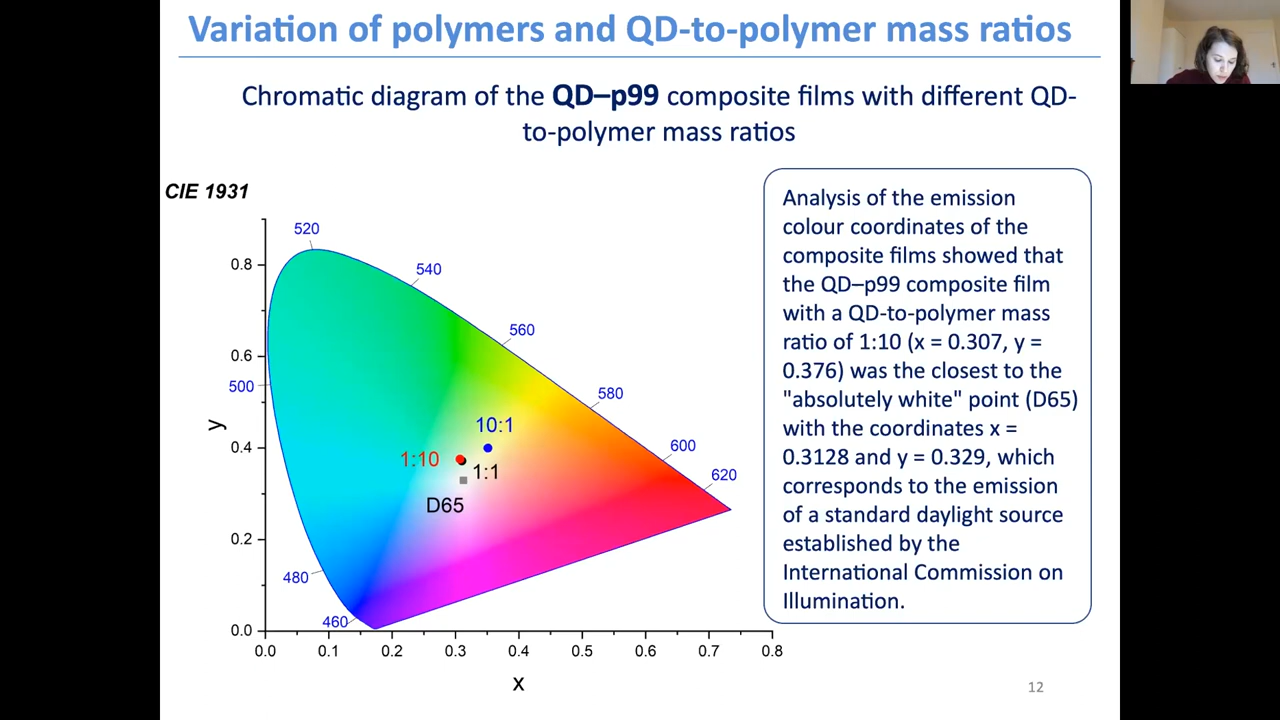 Variation of polymers and QD-to-polymer mass ratios
Chromatic diagram of the QD–p99 composite films with different QD-
to-polymer mass ratios
CIE 1931
520
540
560
580
600
620
500
480
460
0.8
0.6
0.4
0.2
0.0
y
10:1
1:10
1:1
D65
0.0 0.1 0.2 0.3 0.4 0.5 0.6 0.7 0.8
x
Analysis of the emission
colour coordinates of the
composite films showed that
the QD–p99 composite film
with a QD-to-polymer mass
ratio of 1:10 (x = 0.307, y =
0.376) was the closest to the
"absolutely white" point (D65)
with the coordinates x =
0.3128 and y = 0.329, which
corresponds to the emission
of a standard daylight source
established by the
International Commission on
Illumination.
12